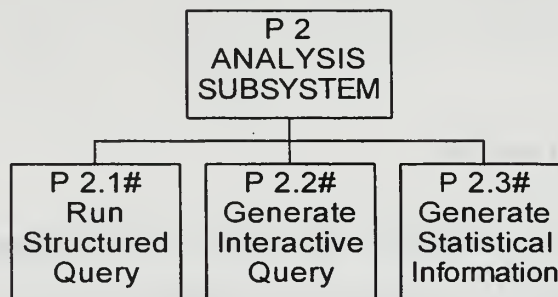 P 2
ANALYSIS
SUBSYSTEM
P 2.1#
Run
Structured
Query
P 2.2#
Generate
Interactive
Query
P 2.3#
Generate
Statistical
Information